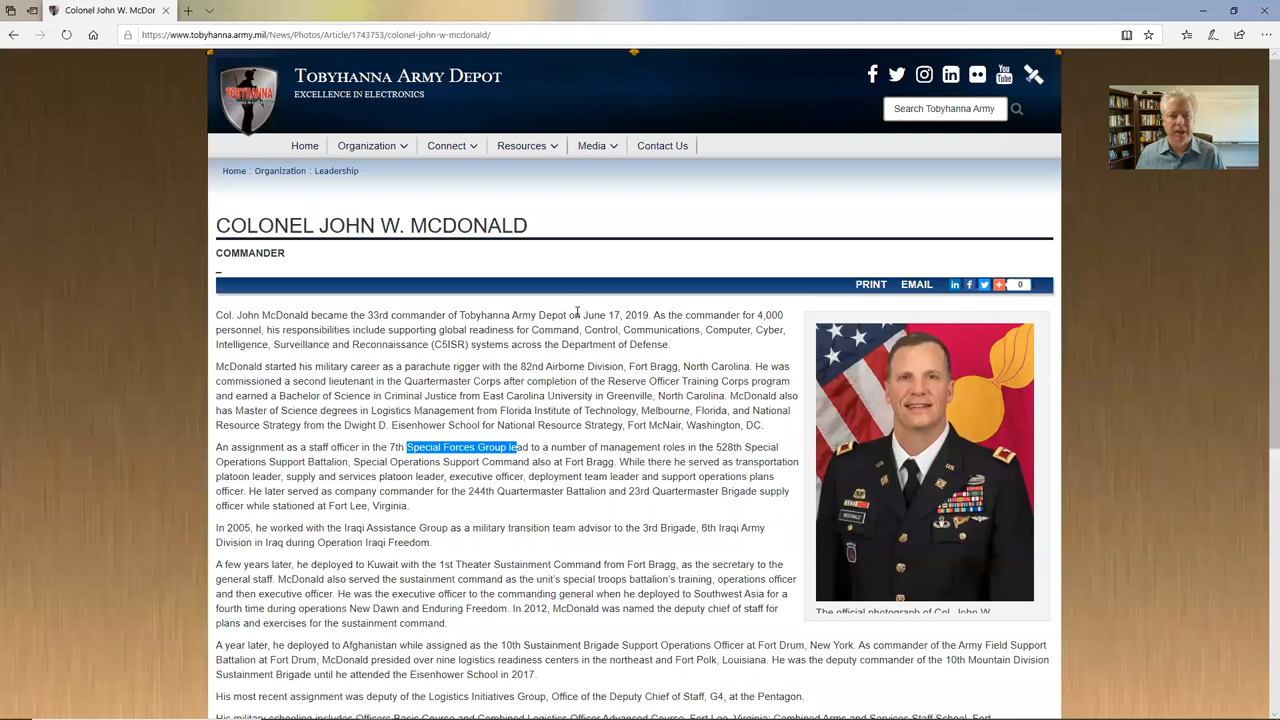 Colonel John W. McDor
https://www.tobyhanna.army.mil/News/Photos/Article/1743753/colonel-john-w-mcdonald/
TOBYHANNA ARMY DEPOT
EXCELLENCE IN ELECTRONICS
TOBYHANNA
You
Tube
Search Tobyhanna Army
Home Organization Connect Resources Media Contact Us
Home : Organization : Leadership
COLONEL JOHN W. MCDONALD
COMMANDER
PRINT EMAIL 0
Col. John McDonald became the 33rd commander of Tobyhanna Army Depot on June 17, 2019. As the commander for 4,000
personnel, his responsibilities include supporting global readiness for Command, Control, Communications, Computer, Cyber,
Intelligence, Surveillance and Reconnaissance (C5ISR) systems across the Department of Defense.
McDonald started his military career as a parachute rigger with the 82nd Airborne Division, Fort Bragg, North Carolina. He was
commissioned a second lieutenant in the Quartermaster Corps after completion of the Reserve Officer Training Corps program
and earned a Bachelor of Science in Criminal Justice from East Carolina University in Greenville, North Carolina. McDonald also
has Master of Science degrees in Logistics Management from Florida Institute of Technology, Melbourne, Florida, and National
Resource Strategy from the Dwight D. Eisenhower School for National Resource Strategy, Fort McNair, Washington, DC.
An assignment as a staff officer in the 7th Special Forces Group lead to a number of management roles in the 528th Special
Operations Support Battalion, Special Operations Support Command also at Fort Bragg. While there he served as transportation
platoon leader, supply and services platoon leader, executive officer, deployment team leader and support operations plans
officer. He later served as company commander for the 244th Quartermaster Battalion and 23rd Quartermaster Brigade supply
officer while stationed at Fort Lee, Virginia.
In 2005, he worked with the Iraqi Assistance Group as a military transition team advisor to the 3rd Brigade, 6th Iraqi Army
Division in Iraq during Operation Iraqi Freedom.
A few years later, he deployed to Kuwait with the 1st Theater Sustainment Command from Fort Bragg, as the secretary to the
general staff. McDonald also served the sustainment command as the unit's special troops battalion's training, operations officer
and then executive officer. He was the executive officer to the commanding general when he deployed to Southwest Asia for a
fourth time during operations New Dawn and Enduring Freedom. In 2012, McDonald was named the deputy chief of staff for
plans and exercises for the sustainment command.
The official photograph of Col. John W.
A year later, he deployed to Afghanistan while assigned as the 10th Sustainment Brigade Support Operations Officer at Fort Drum, New York. As commander of the Army Field Support
Battalion at Fort Drum, McDonald presided over nine logistics readiness centers in the northeast and Fort Polk, Louisiana. He was the deputy commander of the 10th Mountain Division
Sustainment Brigade until he attended the Eisenhower School in 2017.
His most recent assignment was deputy of the Logistics Initiatives Group, Office of the Deputy Chief of Staff, G4, at the Pentagon.
His military schooling includes Officers Basic Course and Combined Logistics Officer Advanced Course, Fort Lee, Virginia; Combined Arms and Services Staff School, Fort